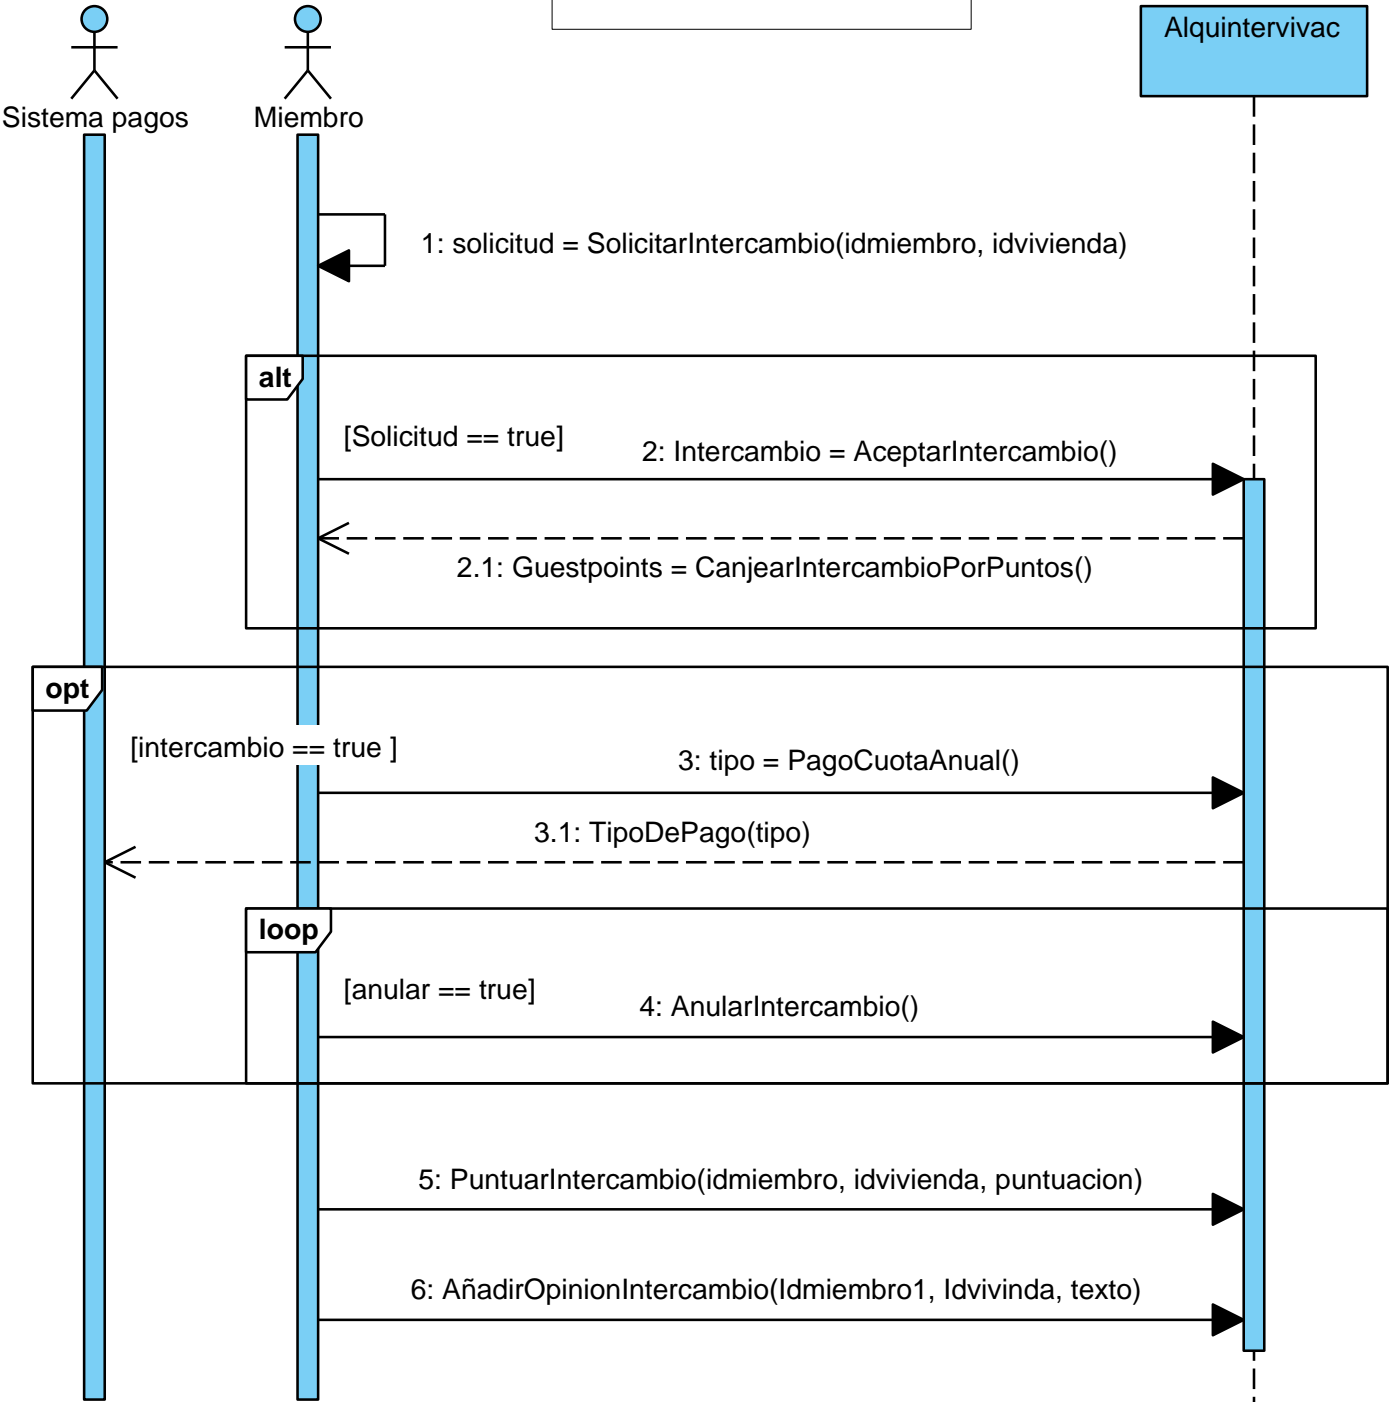 Alquintervivac
Sistema pagos
Miembro
1: solicitud = SolicitarIntercambio(idmiembro, idvivienda)
alt
[Solicitud == true]
2: Intercambio = AceptarIntercambio()
2.1: Guestpoints = CanjearIntercambioPorPuntos()
opt
[intercambio == true ]
3: tipo = PagoCuotaAnual()
3.1: TipoDePago(tipo)
loop
[anular == true]
4: AnularIntercambio()
5: PuntuarIntercambio(idmiembro, idvivienda, puntuacion)
6: AñadirOpinionIntercambio(Idmiembro1, Idvivinda, texto)